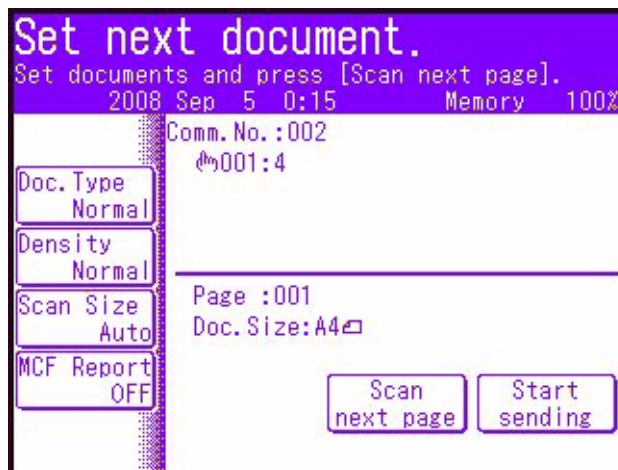 Set next document.
Set documents and press [Scan next page].
2008 Sep 5 0:15 Memory 100%
Comm.No.:002
001:4
Doc.Type
Normal
Density
Normal
Scan Size
Auto
MCF Report
OFF
Page :001
Doc.Size:A4
Scan
next page
Start
sending